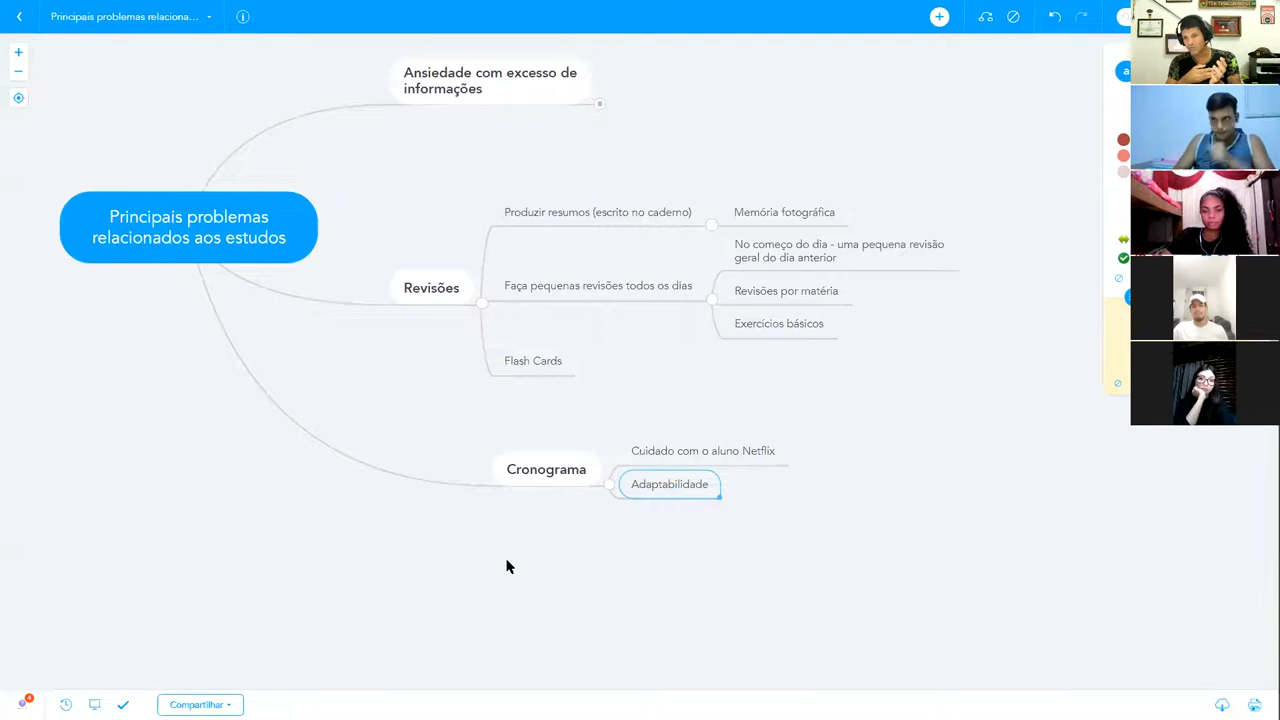 Principais problemas relaciona...
Ansiedade com excesso de
informações
Principais problemas
relacionados aos estudos
Produzir resumos (escrito no caderno)
Memória fotográfica
No começo do dia - uma pequena revisão
geral do dia anterior
Revisões
Faça pequenas revisões todos os dias
Revisões por matéria
Exercícios básicos
Flash Cards
Cuidado com o aluno Netflix
Cronograma
Adaptabilidade
4
Compartilhar
a